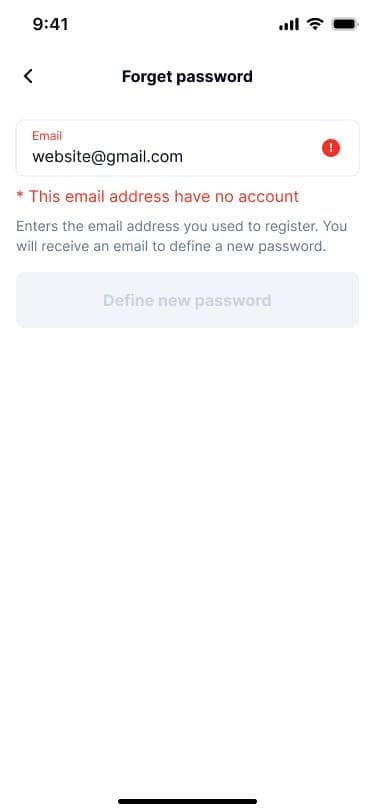 9:41
Forget password
Email
website@gmail.com
!
* This email address have no account
Enters the email address you used to register. You
will receive an email to define a new password.
Define new password